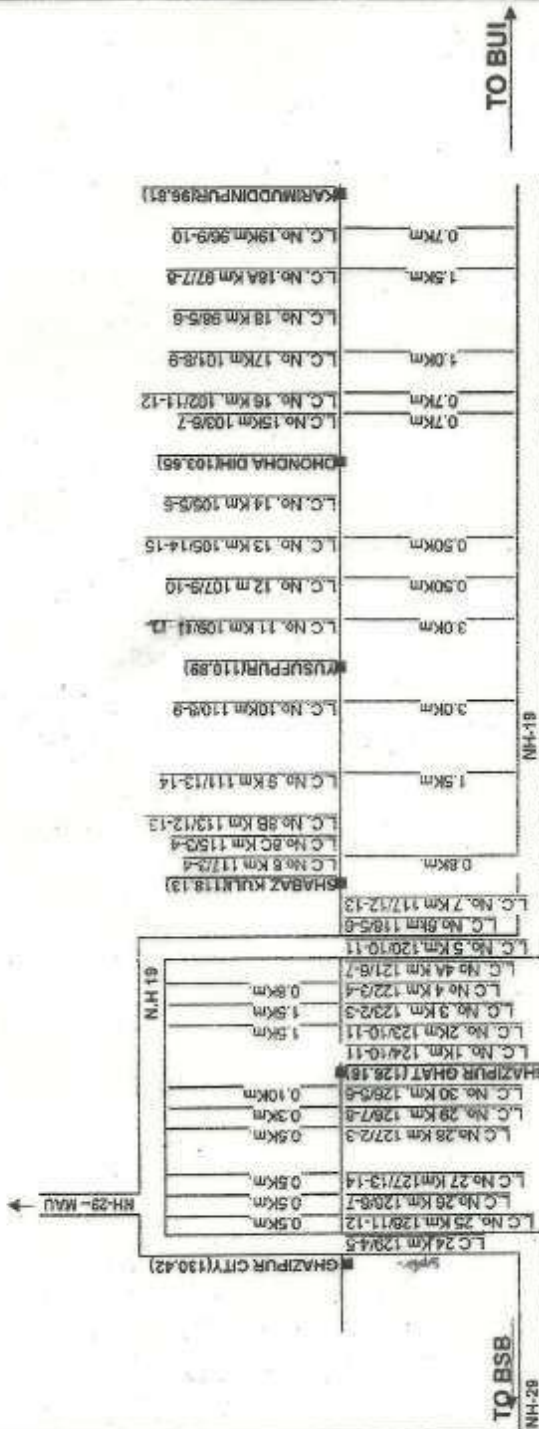 TO BUI
KARIMUDDINPUR(96.81)
L.C. No.19Km 96/9-10
0.7Km
L.C. No.18A Km 97/7-8
1.5Km
L.C. No. 18 Km 98/5-6
L.C. No. 17Km 101/8-9
1.0Km
L.C. No. 16 Km. 102/11-12
0.7Km
L.C. No.15Km 103/6-7
0.7Km
DHONDHA DIH(103.65)
L.C. No. 14 Km 105/5-6
L.C. No. 13 Km.105/14-15
0.50Km
L.C. No. 12 m 107/9-10
0.50Km
L.C No. 11 Km 109/
3.0Km
YUSUFPUR(110.89)
L.C. No. 10Km 110/8-9
3.0Km
NH-19
L.C No. 9 Km 111/13-14
1.5Km
L.C. No.8B Km 113/12-13
L.C No.8C Km 115/3-4
L.C No.8 Km 117/3-4
0.8Km.
SHABAZ KULI(118.13)
L.C. No. 7 Km 117/12-13
L.C. No.6km 118/5-6
L.C. No 5 Km.120/10-11
N.H 19
L.C. No 4A Km 121/6-7
L.C No 4 Km 122/3-4
0.8Km.
L.C. No. 3 Km. 123/2-3
1.5Km
L.C. No. 2Km 123/10-11
1.5Km
L.C. No. 1Km. 124/10-11
GHAZIPUR GHAT (126.18)
L.C. No. 30 Km. 126/5-6
0.10Km
L.C. No. 29 Km. 126/7-8
0.3Km
L.C No.28 Km 127/2-3
0.5Km.
L.C No.27 Km127/13-14
0.5Km
L.C No.26 Km 128/6-7
0.5Km
L.C No. 25 Km.128/11-12
0.5Km
NH-29- MAU
L.C 24 Km 129/4-5
GHAZIPUR CITY(130.42)
TO BSB
NH-29